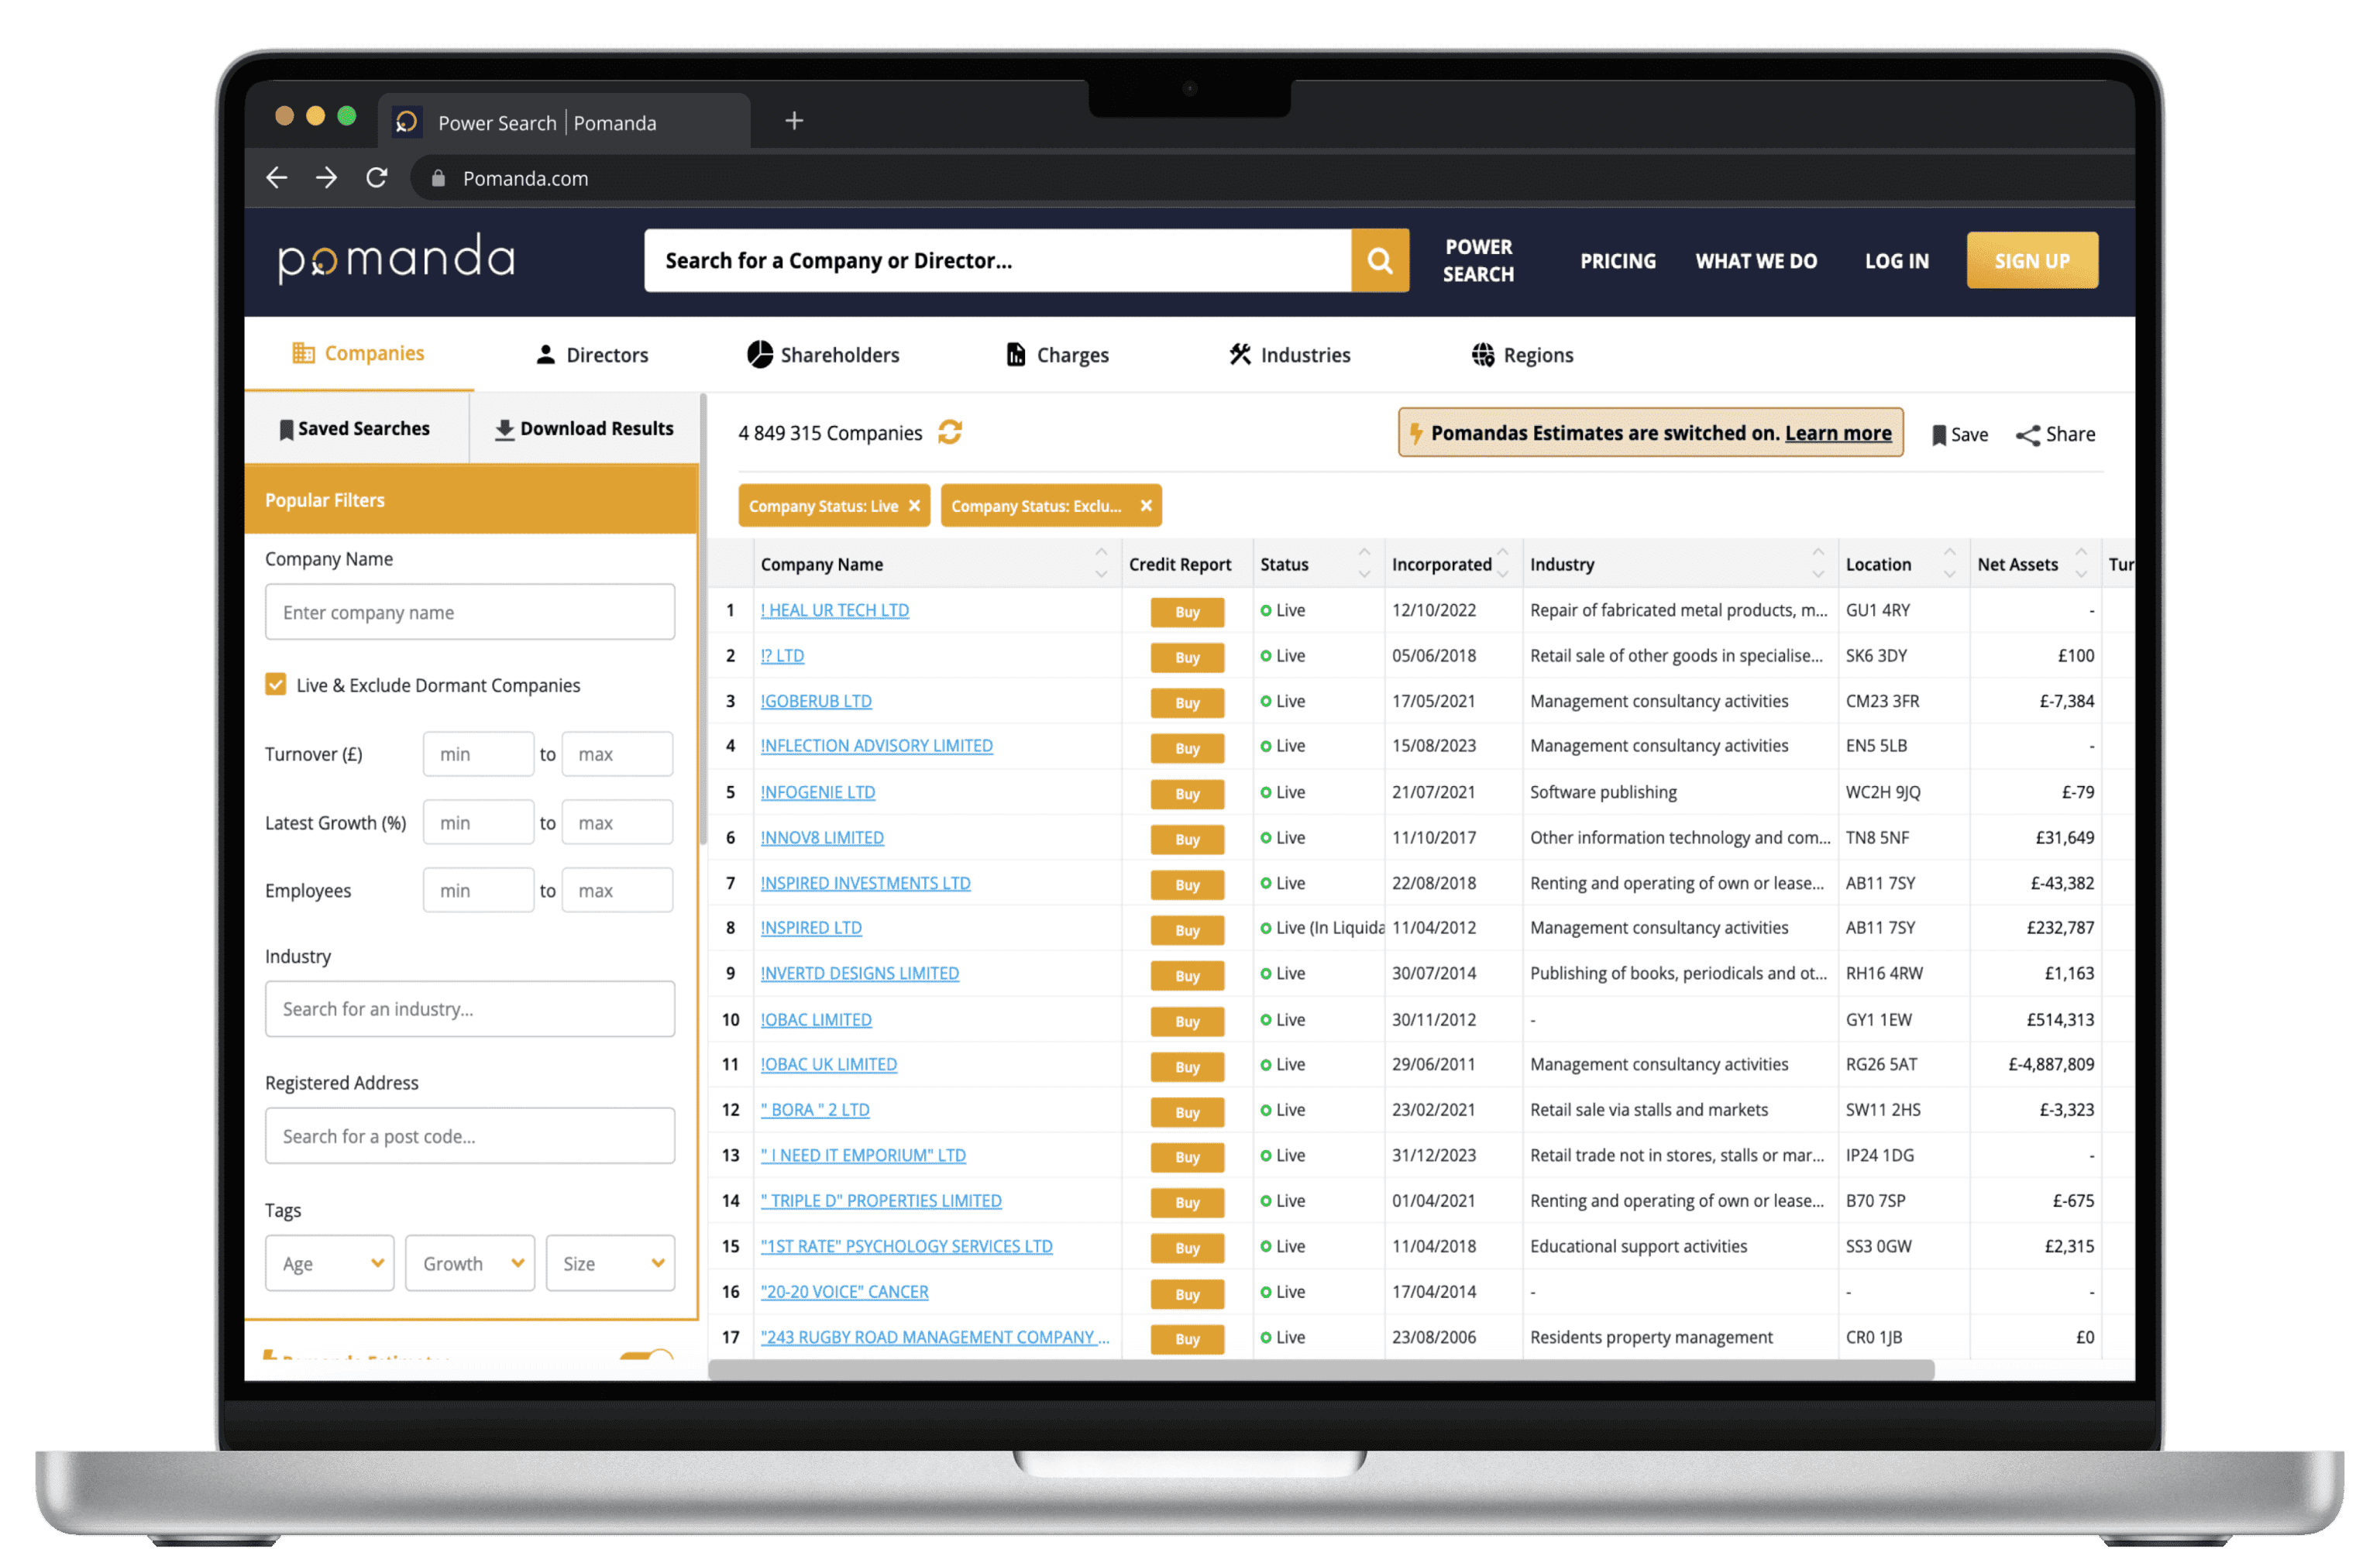 Power Search | Pomanda
Pomanda.com
pomanda
Search for a Company or Director...
POWER SEARCH
PRICING
WHAT WE DO
LOG IN
SIGN UP
Companies
Directors
Shareholders
Charges
Industries
Regions
Saved Searches
Download Results
Popular Filters
Company Name
Enter company name
Live & Exclude Dormant Companies
Turnover (£) min to max
Latest Growth (%) min to max
Employees min to max
Industry
Search for an industry...
Registered Address
Search for a post code...
Tags
Age
Growth
Size
Pomanda Estimates
4 849 315 Companies
Pomandas Estimates are switched on. Learn more
Save
Share
Company Status: Live ×
Company Status: Exclu... ×
Company Name Credit Report Status Incorporated Industry Location Net Assets Tur
1 ! HEAL UR TECH LTD Buy Live 12/10/2022 Repair of fabricated metal products, m... GU1 4RY -
2 !? LTD Buy Live 05/06/2018 Retail sale of other goods in specialise... SK6 3DY £100
3 !GOBERUB LTD Buy Live 17/05/2021 Management consultancy activities CM23 3FR £-7,384
4 !NFLECTION ADVISORY LIMITED Buy Live 15/08/2023 Management consultancy activities EN5 5LB -
5 !NFOGENIE LTD Buy Live 21/07/2021 Software publishing WC2H 9JQ £-79
6 !NNOV8 LIMITED Buy Live 11/10/2017 Other information technology and com... TN8 5NF £31,649
7 !NSPIRED INVESTMENTS LTD Buy Live 22/08/2018 Renting and operating of own or lease... AB11 7SY £-43,382
8 !NSPIRED LTD Buy Live (In Liquida 11/04/2012 Management consultancy activities AB11 7SY £232,787
9 !NVERTD DESIGNS LIMITED Buy Live 30/07/2014 Publishing of books, periodicals and ot... RH16 4RW £1,163
10 !OBAC LIMITED Buy Live 30/11/2012 - GY1 1EW £514,313
11 !OBAC UK LIMITED Buy Live 29/06/2011 Management consultancy activities RG26 5AT £-4,887,809
12 " BORA " 2 LTD Buy Live 23/02/2021 Retail sale via stalls and markets SW11 2HS £-3,323
13 " I NEED IT EMPORIUM" LTD Buy Live 31/12/2023 Retail trade not in stores, stalls or mar... IP24 1DG -
14 " TRIPLE D" PROPERTIES LIMITED Buy Live 01/04/2021 Renting and operating of own or lease... B70 7SP £-675
15 "1ST RATE" PSYCHOLOGY SERVICES LTD Buy Live 11/04/2018 Educational support activities SS3 0GW £2,315
16 "20-20 VOICE" CANCER Buy Live 17/04/2014 - - -
17 "243 RUGBY ROAD MANAGEMENT COMPANY ... Buy Live 23/08/2006 Residents property management CR0 1JB £0